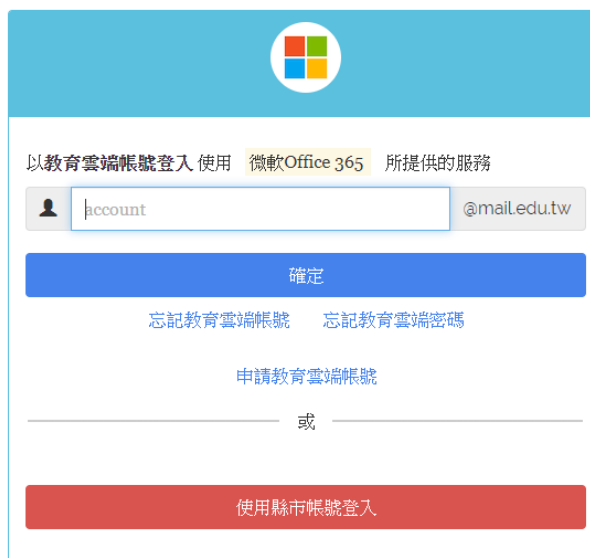 以教育雲端帳號登入 使用 微軟Office 365 所提供的服務
account @mail.edu.tw
確定
忘記教育雲端帳號 忘記教育雲端密碼
申請教育雲端帳號
或
使用縣市帳號登入